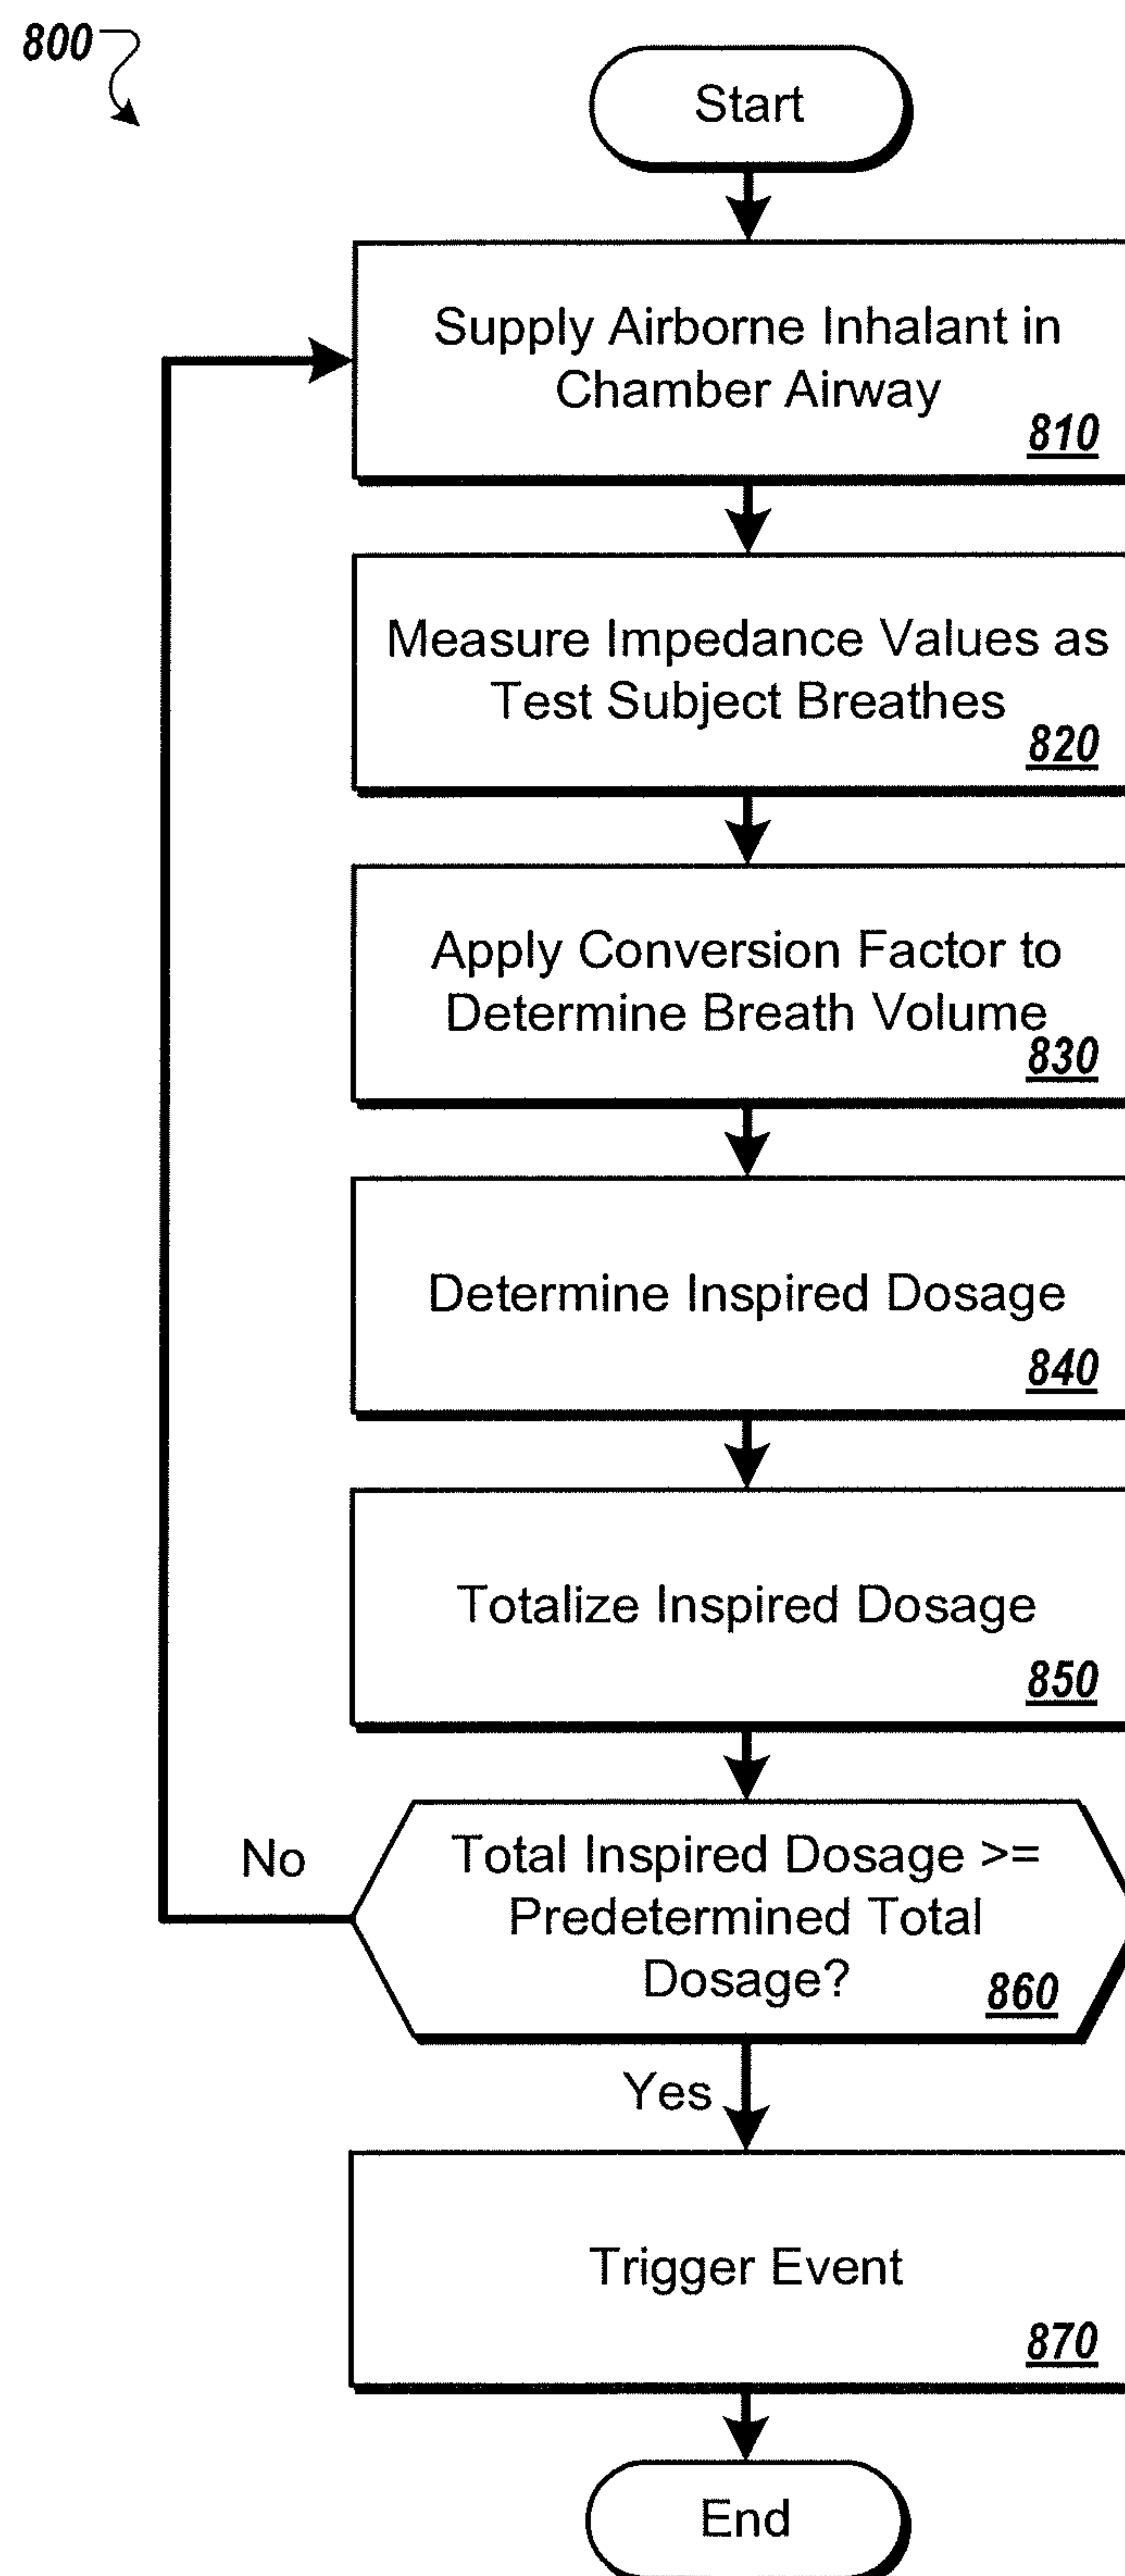 800
Start
Supply Airborne Inhalant in
Chamber Airway
810
Measure Impedance Values as
Test Subject Breathes
820
Apply Conversion Factor to
Determine Breath Volume
830
Determine Inspired Dosage
840
Totalize Inspired Dosage
850
No
Total Inspired Dosage >=
Predetermined Total
Dosage?
860
Yes
Trigger Event
870
End